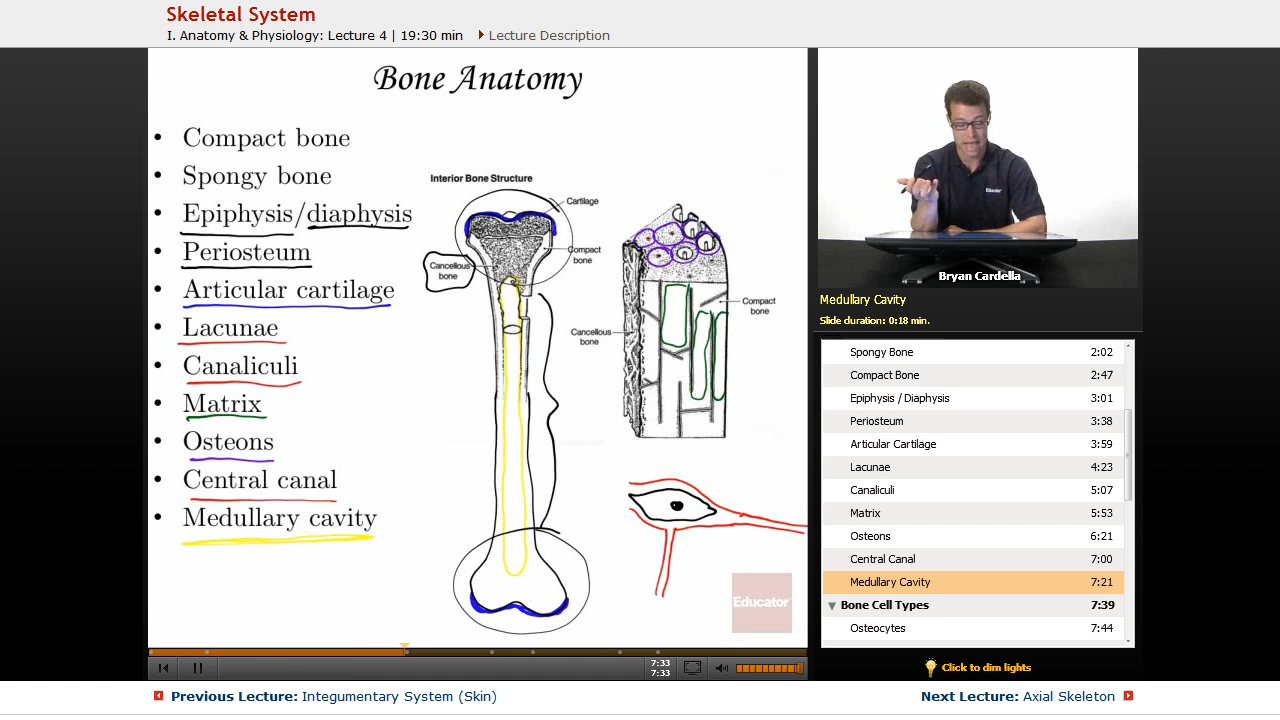 Skeletal System
I. Anatomy & Physiology: Lecture 4 | 19:30 min
Lecture Description
Bone Anatomy
• Compact bone
• Spongy bone
• Epiphysis/diaphysis
• Periosteum
• Articular cartilage
• Lacunae
• Canaliculi
• Matrix
• Osteons
• Central canal
• Medullary cavity
Interior Bone Structure
Cartilage
Compact
bone
Cancellous
bone
Compact
bone
Cancellous
bone
Educator
Educator
Bryan Cardella
Medullary Cavity
Slide duration: 0:18 min.
Spongy Bone 2:02
Compact Bone 2:47
Epiphysis / Diaphysis 3:01
Periosteum 3:38
Articular Cartilage 3:59
Lacunae 4:23
Canaliculi 5:07
Matrix 5:53
Osteons 6:21
Central Canal 7:00
Medullary Cavity 7:21
Bone Cell Types 7:39
Osteocytes 7:44
7:33
7:33
Click to dim lights
Previous Lecture: Integumentary System (Skin)
Next Lecture: Axial Skeleton